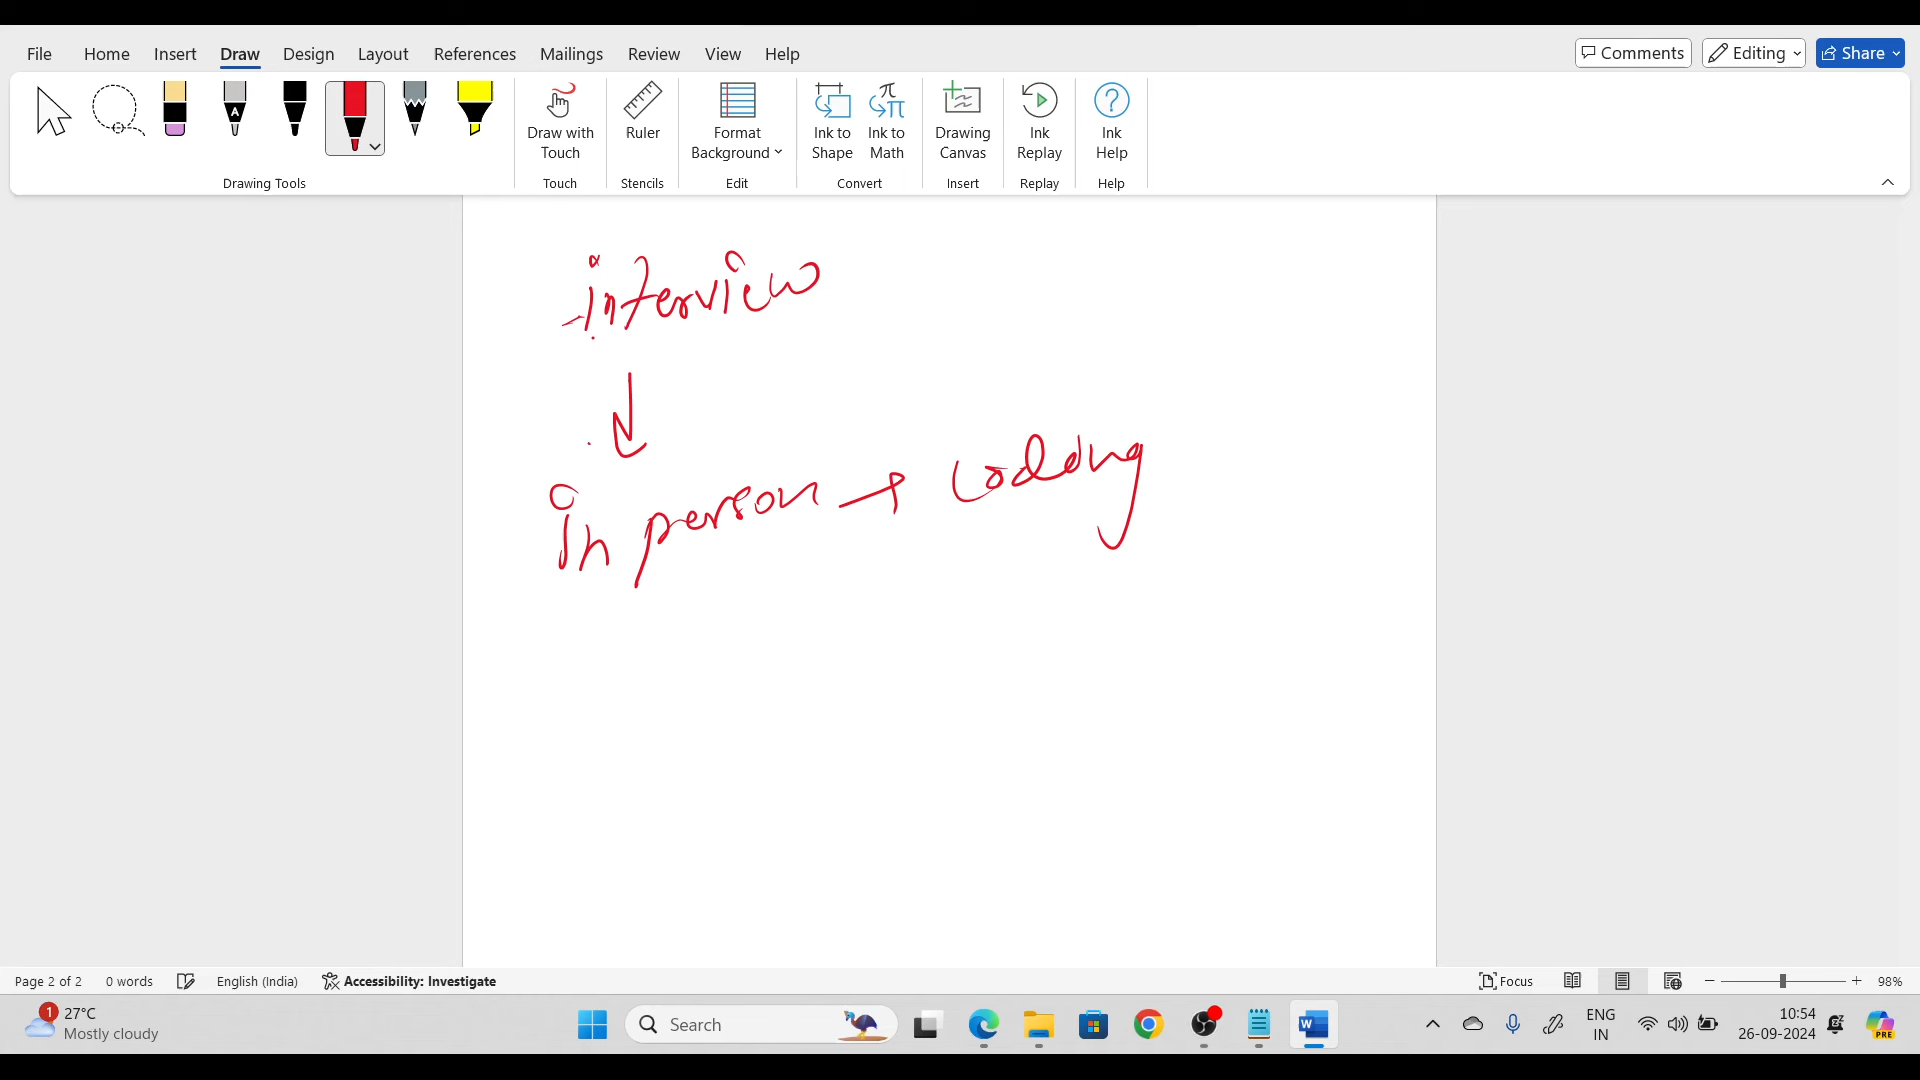 File Home Insert Draw Design Layout References Mailings Review View Help Comments Editing Share
A
Draw with Touch Ruler Format Background Ink to Shape Ink to Math Drawing Canvas Ink Replay Ink Help
Drawing Tools Touch Stencils Edit Convert Insert Replay Help
interview
in person → codding
Page 2 of 2 0 words English (India) Accessibility: Investigate Focus 98%
1 27°C
Mostly cloudy
Search
PRE
ENG
IN
10:54
26-09-2024